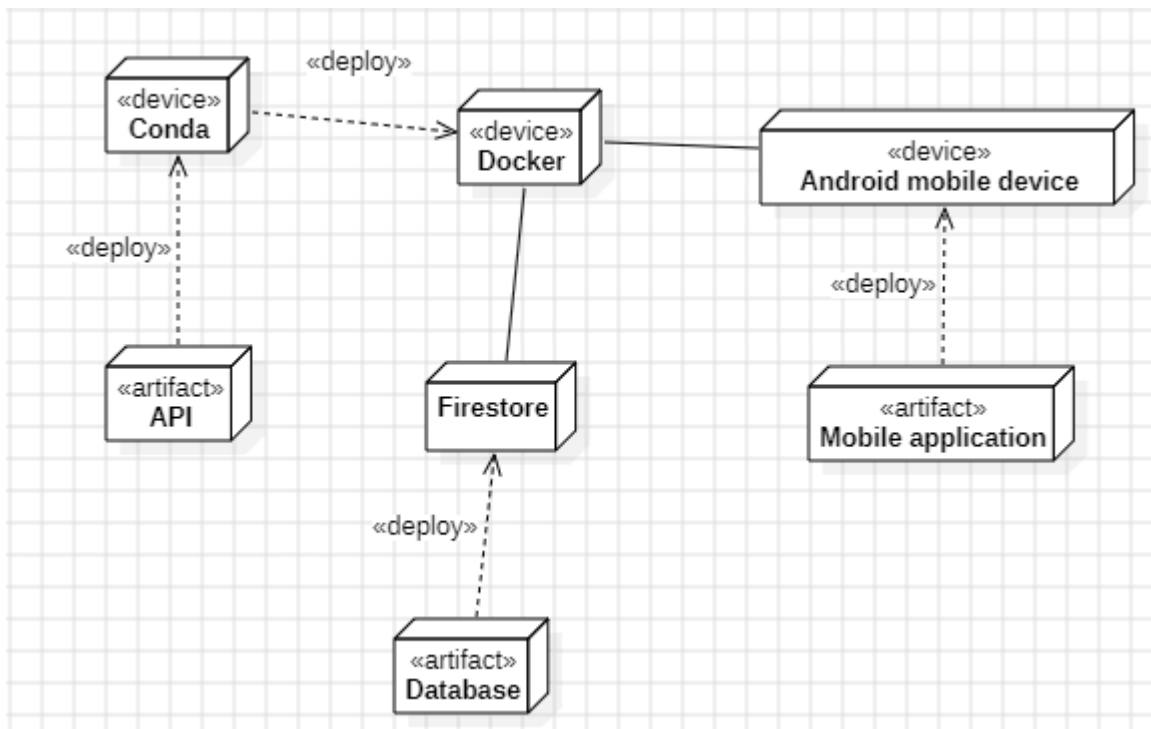 «deploy»
«device»
Conda
«device»
Docker
«device»
Android mobile device
«deploy»
«deploy»
«artifact»
API
Firestore
«artifact»
Mobile application
«deploy»
«artifact»
Database